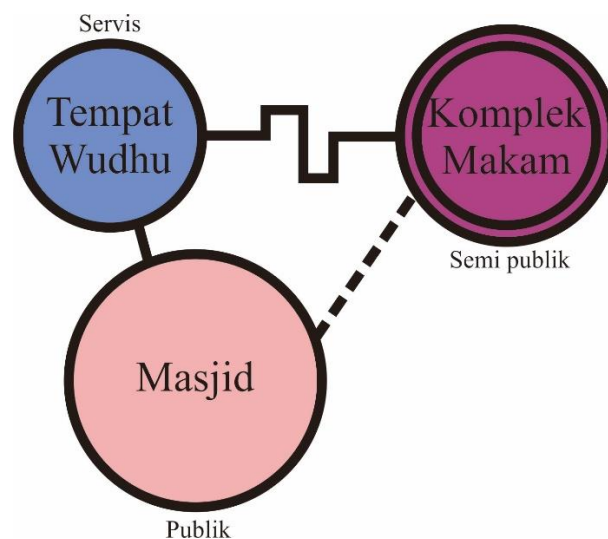 Servis
Tempat
Wudhu
Komplek
Makam
Semi publik
Masjid
Publik